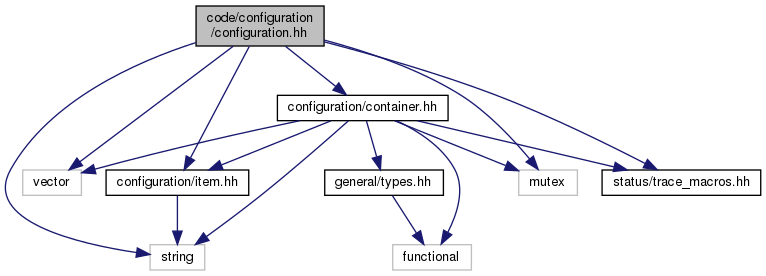 code/configuration
/configuration.hh
configuration/container.hh
vector
configuration/item.hh
general/types.hh
mutex
status/trace_macros.hh
string
functional